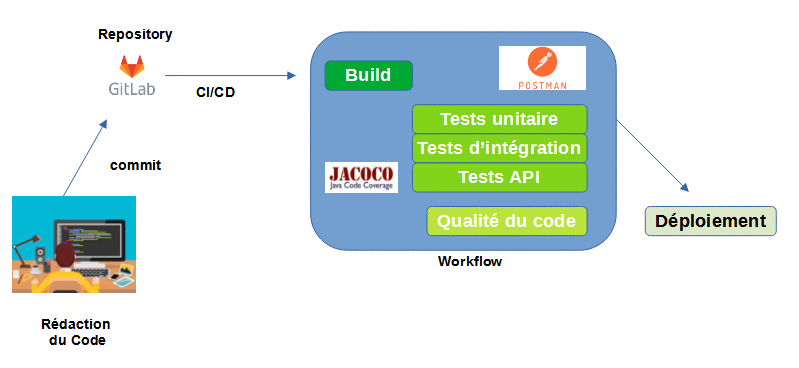 Repository
GitLab
CI/CD
commit
Rédaction
du Code
Build
POSTMAN
Tests unitaire
Tests d'intégration
Tests API
JACOCO
Java Code Coverage
Qualité du code
Workflow
Déploiement